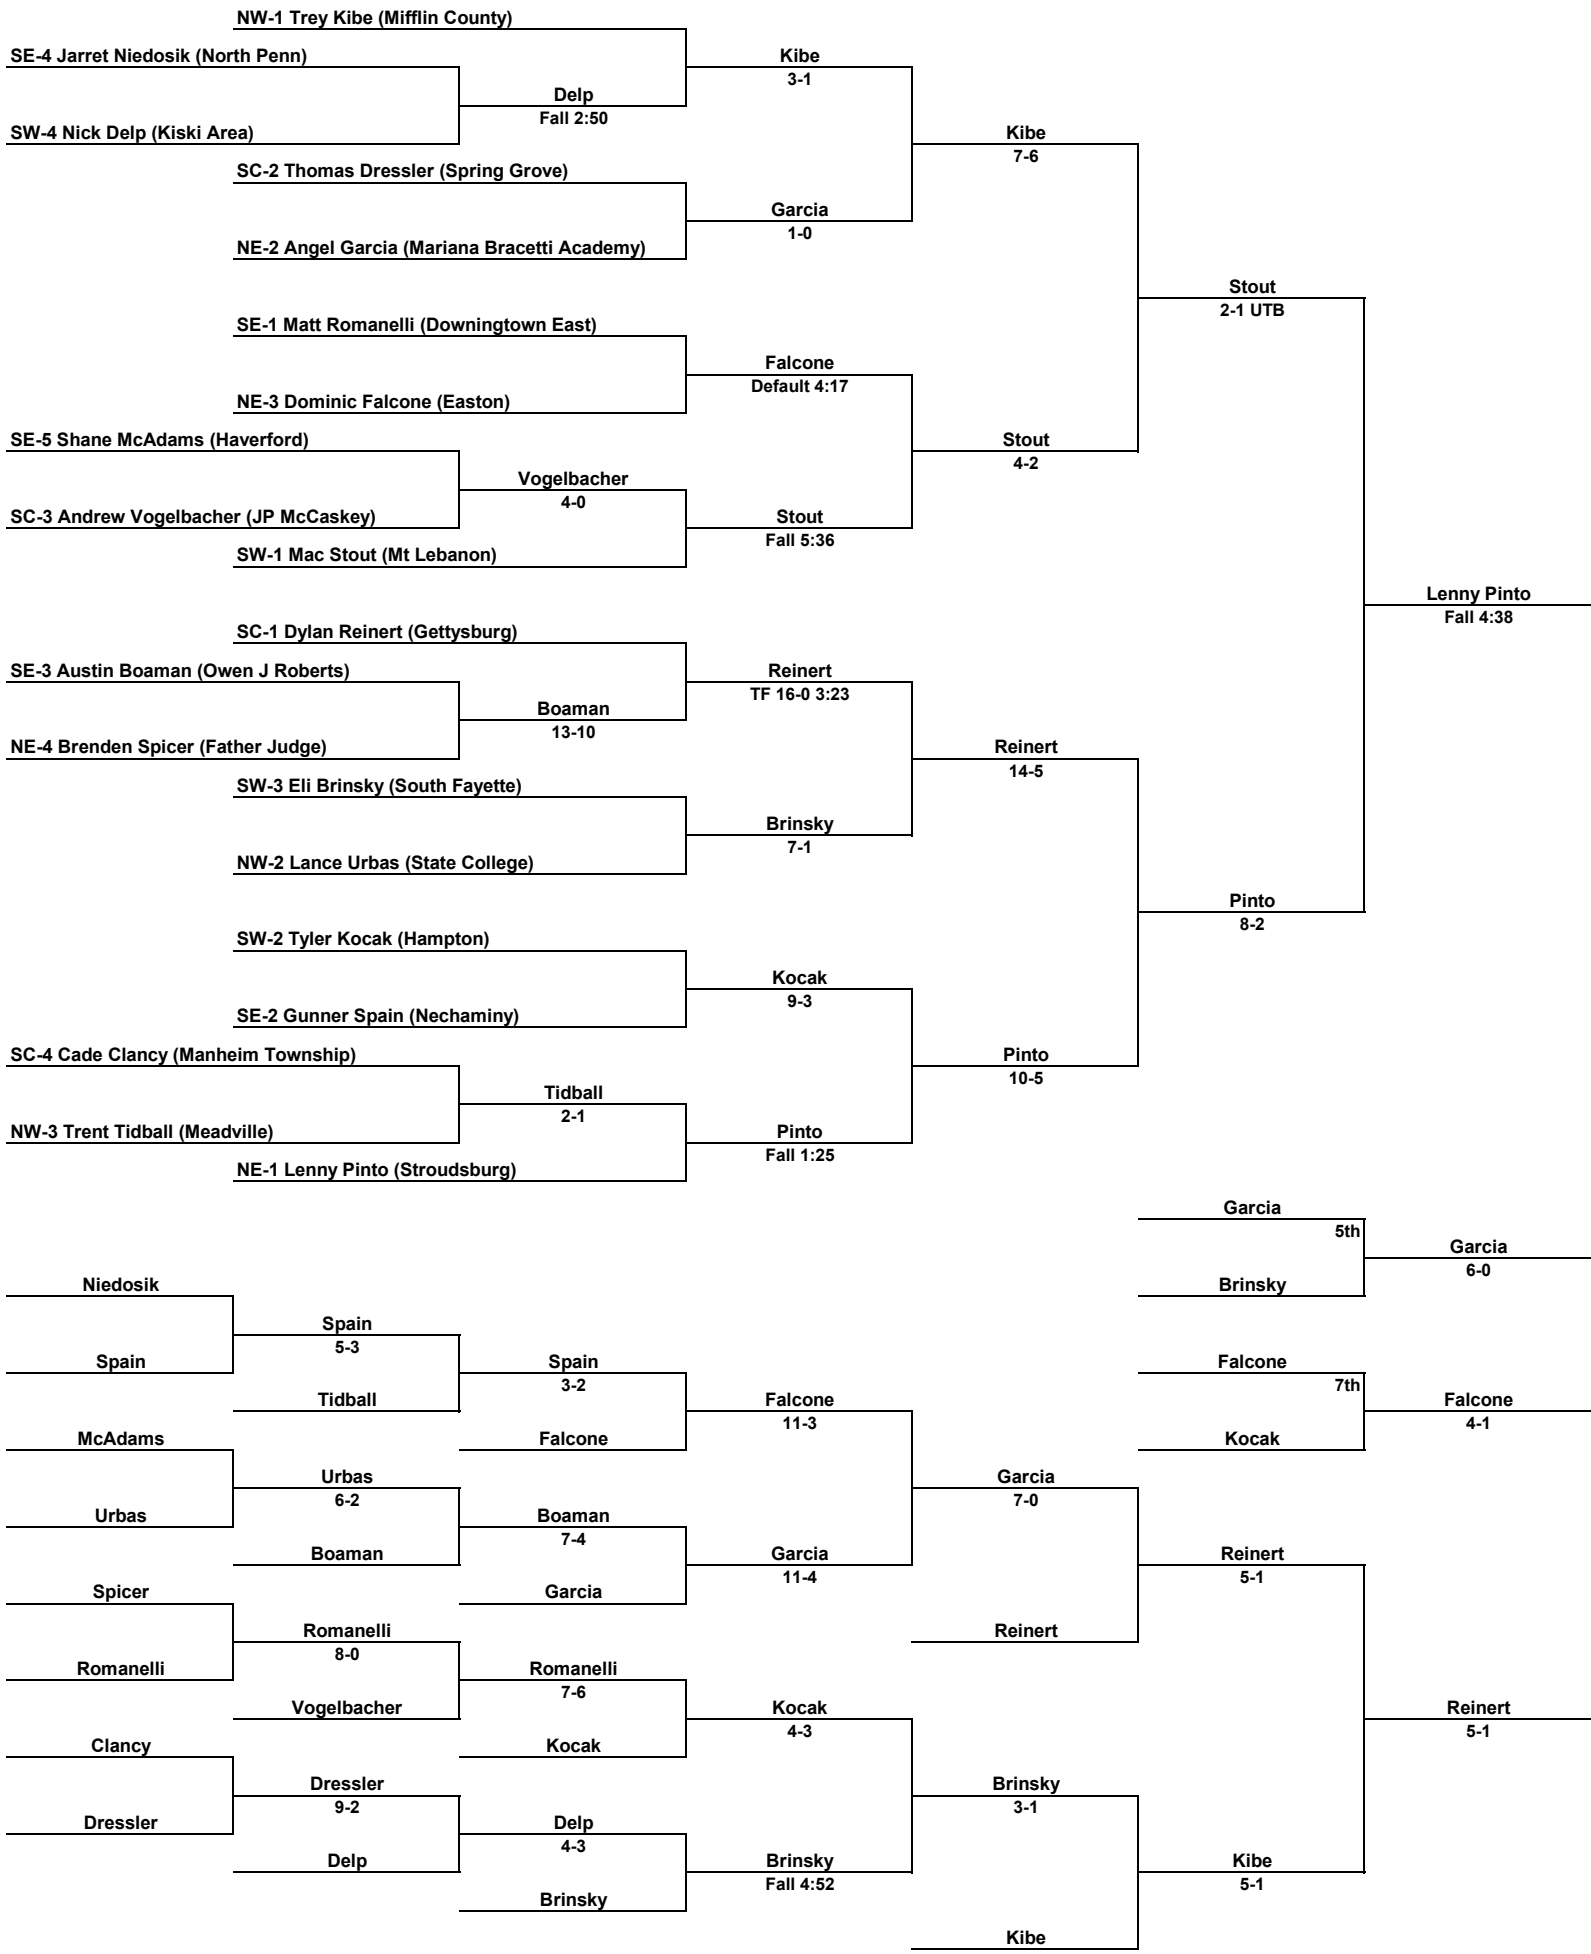 NW-1 Trey Kibe (Mifflin County)
SE-4 Jarret Niedosik (North Penn)
Kibe
3-1
Delp
Fall 2:50
SW-4 Nick Delp (Kiski Area)
Kibe
7-6
SC-2 Thomas Dressler (Spring Grove)
Garcia
1-0
NE-2 Angel Garcia (Mariana Bracetti Academy)
Stout
2-1 UTB
SE-1 Matt Romanelli (Downingtown East)
Falcone
Default 4:17
NE-3 Dominic Falcone (Easton)
SE-5 Shane McAdams (Haverford)
Stout
4-2
Vogelbacher
4-0
SC-3 Andrew Vogelbacher (JP McCaskey)
Stout
Fall 5:36
SW-1 Mac Stout (Mt Lebanon)
Lenny Pinto
Fall 4:38
SC-1 Dylan Reinert (Gettysburg)
SE-3 Austin Boaman (Owen J Roberts)
Reinert
TF 16-0 3:23
Boaman
13-10
NE-4 Brenden Spicer (Father Judge)
Reinert
14-5
SW-3 Eli Brinsky (South Fayette)
Brinsky
7-1
NW-2 Lance Urbas (State College)
Pinto
8-2
SW-2 Tyler Kocak (Hampton)
Kocak
9-3
SE-2 Gunner Spain (Nechaminy)
SC-4 Cade Clancy (Manheim Township)
Pinto
10-5
Tidball
2-1
NW-3 Trent Tidball (Meadville)
Pinto
Fall 1:25
NE-1 Lenny Pinto (Stroudsburg)
Garcia
5th
Garcia
6-0
Niedosik
Brinsky
Spain
5-3
Spain
Spain
3-2
Falcone
7th
Tidball
Falcone
11-3
Falcone
4-1
McAdams
Falcone
Kocak
Urbas
6-2
Garcia
7-0
Urbas
Boaman
7-4
Boaman
Garcia
11-4
Reinert
5-1
Spicer
Garcia
Romanelli
8-0
Reinert
Romanelli
Romanelli
7-6
Vogelbacher
Kocak
4-3
Reinert
5-1
Clancy
Kocak
Dressler
9-2
Brinsky
3-1
Dressler
Delp
4-3
Delp
Brinsky
Fall 4:52
Kibe
5-1
Brinsky
Kibe